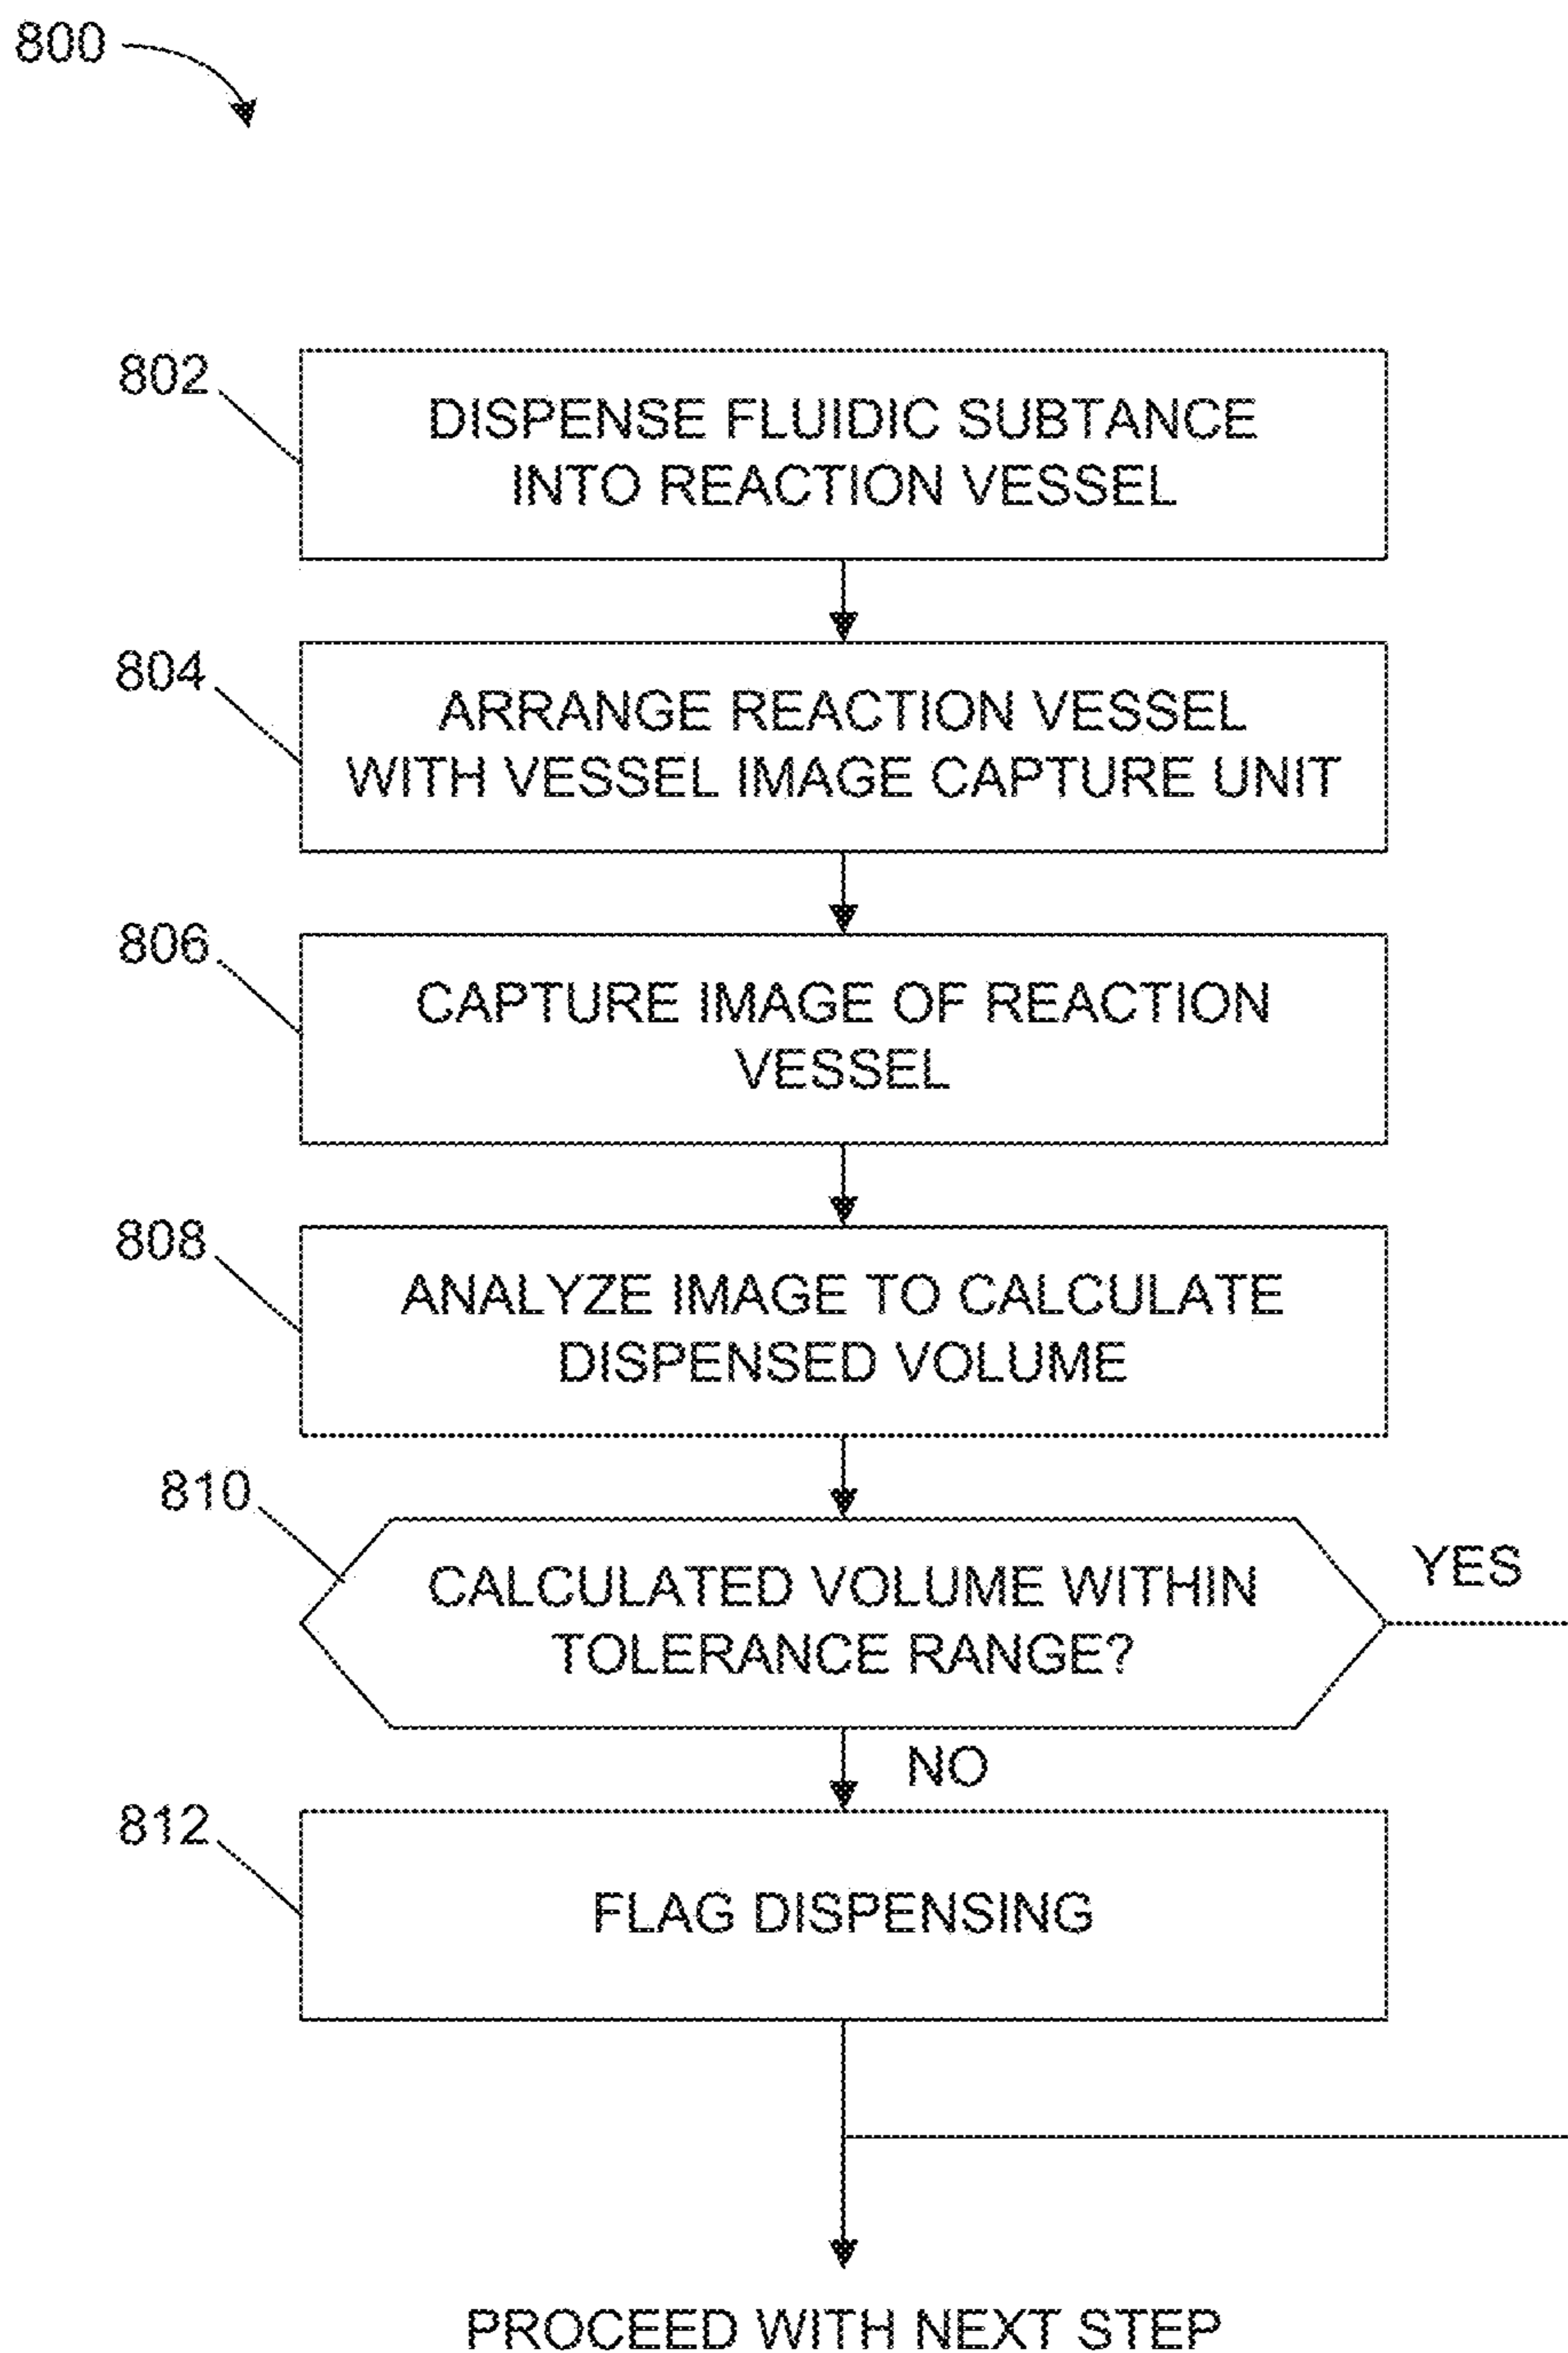 800
802
DISPENSE FLUIDIC SUBTANCE
INTO REACTION VESSEL
804
ARRANGE REACTION VESSEL
WITH VESSEL IMAGE CAPTURE UNIT
806
CAPTURE IMAGE OF REACTION
VESSEL
808
ANALYZE IMAGE TO CALCULATE
DISPENSED VOLUME
810
CALCULATED VOLUME WITHIN
TOLERANCE RANGE?
YES
NO
812
FLAG DISPENSING
PROCEED WITH NEXT STEP